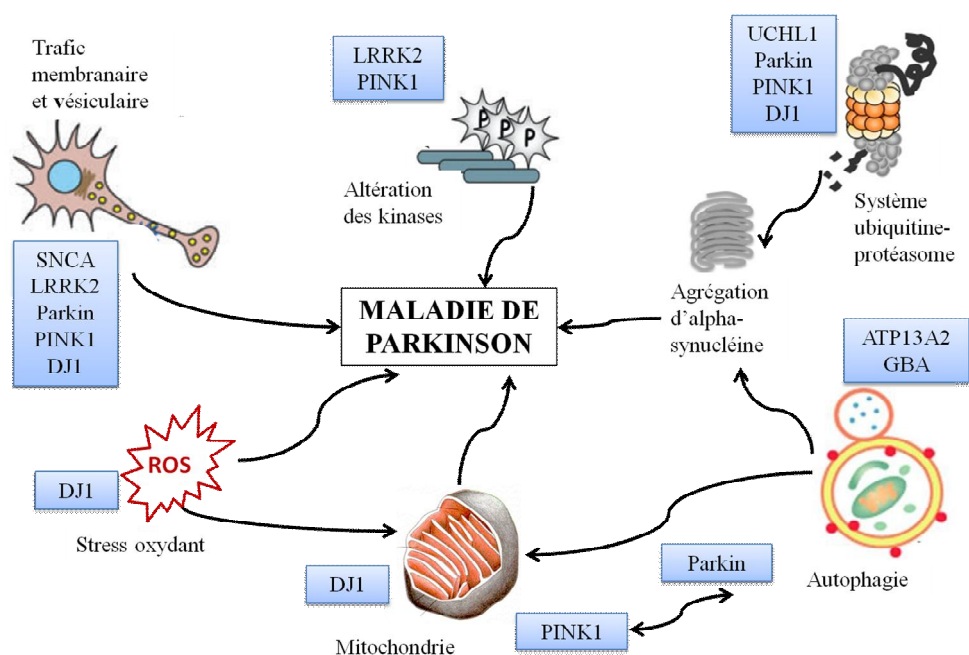 Trafic
membranaire
et vésiculaire
SNCA
LRRK2
Parkin
PINK1
DJ1
LRRK2
PINK1
P P P
Altération
des kinases
UCHL1
Parkin
PINK1
DJ1
Système
ubiquitine-
protéasome
Agrégation
d'alpha-
synucléine
MALADIE DE
PARKINSON
ATP13A2
GBA
Autophagie
ROS
DJ1
Stress oxydant
DJ1
Mitochondrie
PINK1
Parkin